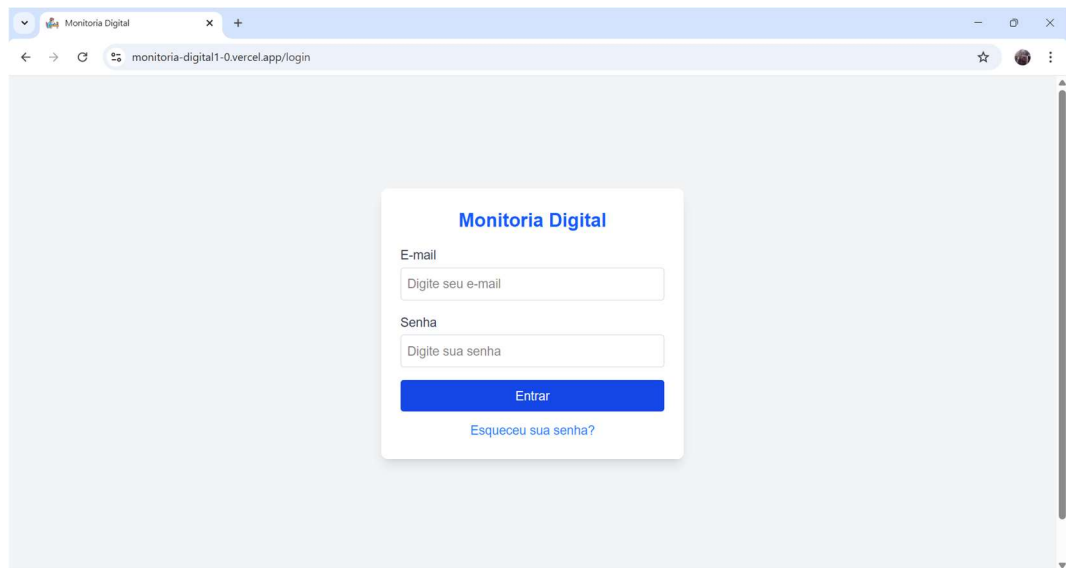 Monitoria Digital
monitoria-digital1-0.vercel.app/login
Monitoria Digital
E-mail
Digite seu e-mail
Senha
Digite sua senha
Entrar
Esqueceu sua senha?